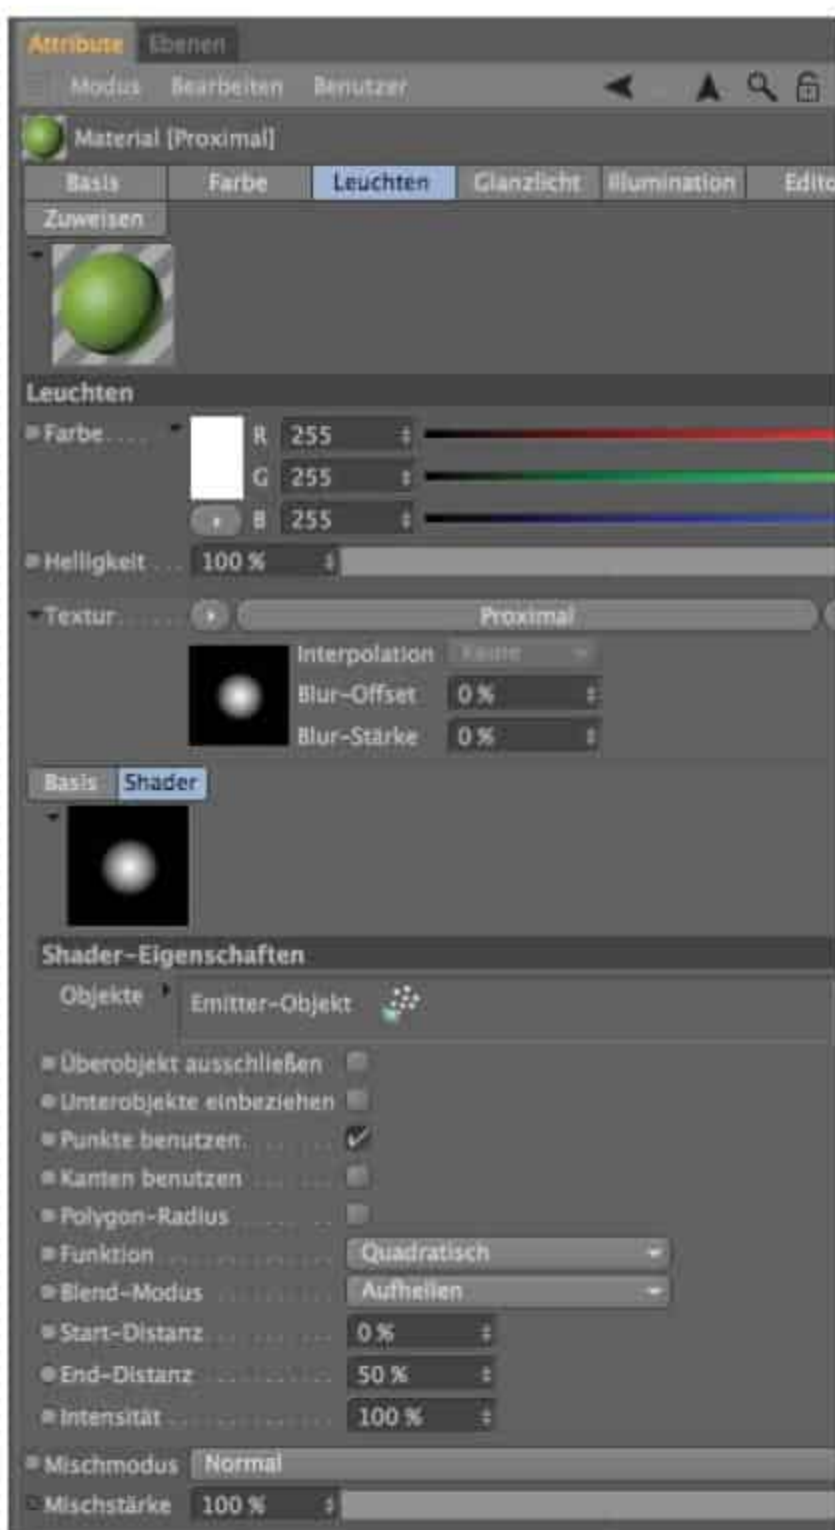 Attribute Ebenen
Modus Bearbeiten Benutzer
Material [Proximal]
Basis Farbe Leuchten Glanzlicht Illumination
Zuweisen
Leuchten
Farbe R 255
G 255
B 255
Helligkeit 100 %
Textur Proximal
Interpolation Keine
Blur-Offset 0 %
Blur-Stärke 0 %
Basis Shader
Shader-Eigenschaften
Objekte Emitter-Objekt
Überobjekt ausschließen
Unterobjekte einbeziehen
Punkte benutzen
Kanten benutzen
Polygon-Radius
Funktion Quadratisch
Blend-Modus Aufhellen
Start-Distanz 0 %
End-Distanz 50 %
Intensität 100 %
Mischmodus Normal
Mischstärke 100 %